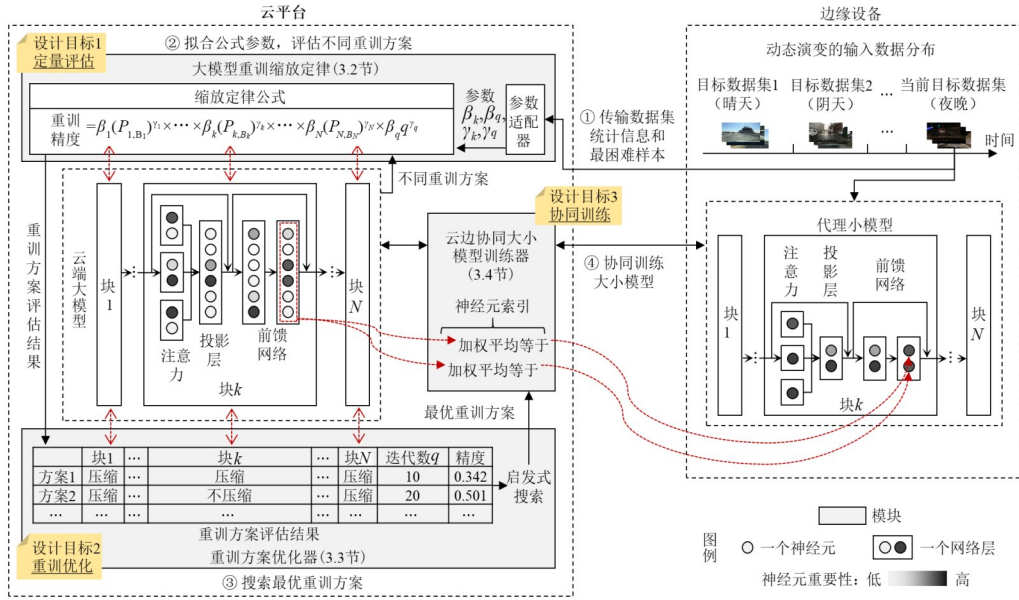 云平台
边缘设备
设计目标1
定量评估
② 拟合公式参数，评估不同重训方案
大模型重训缩放定律(3.2节)
缩放定律公式
重训
精度
=β₁(P₁,B₁)^γ₁×⋯×βₖ(Pₖ,Bₖ)^γₖ×⋯×β_N(P_N,B_N)^γ_N×β_q q^γ_q
参数
βₖ,β_q,
γₖ,γ_q
参数
适配
器
① 传输数据集
统计信息和
最困难样本
动态演变的输入数据分布
目标数据集1
（晴天）
目标数据集2
（阴天）
…
当前目标数据集
（夜晚）
…
时间
不同重训方案
重训方案评估结果
云端大模型
块1
…
注意
力
投影
层
前馈
网络
块k
…
块N
设计目标3
协同训练
云边协同大小
模型训练器
(3.4节)
神经元索引
加权平均等于
加权平均等于
④ 协同训练
大小模型
代理小模型
块1
…
注意力
投影层
前馈
网络
块k
…
块N
最优重训方案
块1 … 块k … 块N 迭代数q 精度
方案1 压缩 … 压缩 … 压缩 10 0.342
方案2 压缩 … 不压缩 … 压缩 20 0.501
… … … … … … … …
启发式
搜索
重训方案评估结果
设计目标2
重训优化
重训方案优化器(3.3节)
③ 搜索最优重训方案
图例
模块
一个神经元
一个网络层
神经元重要性：低 高